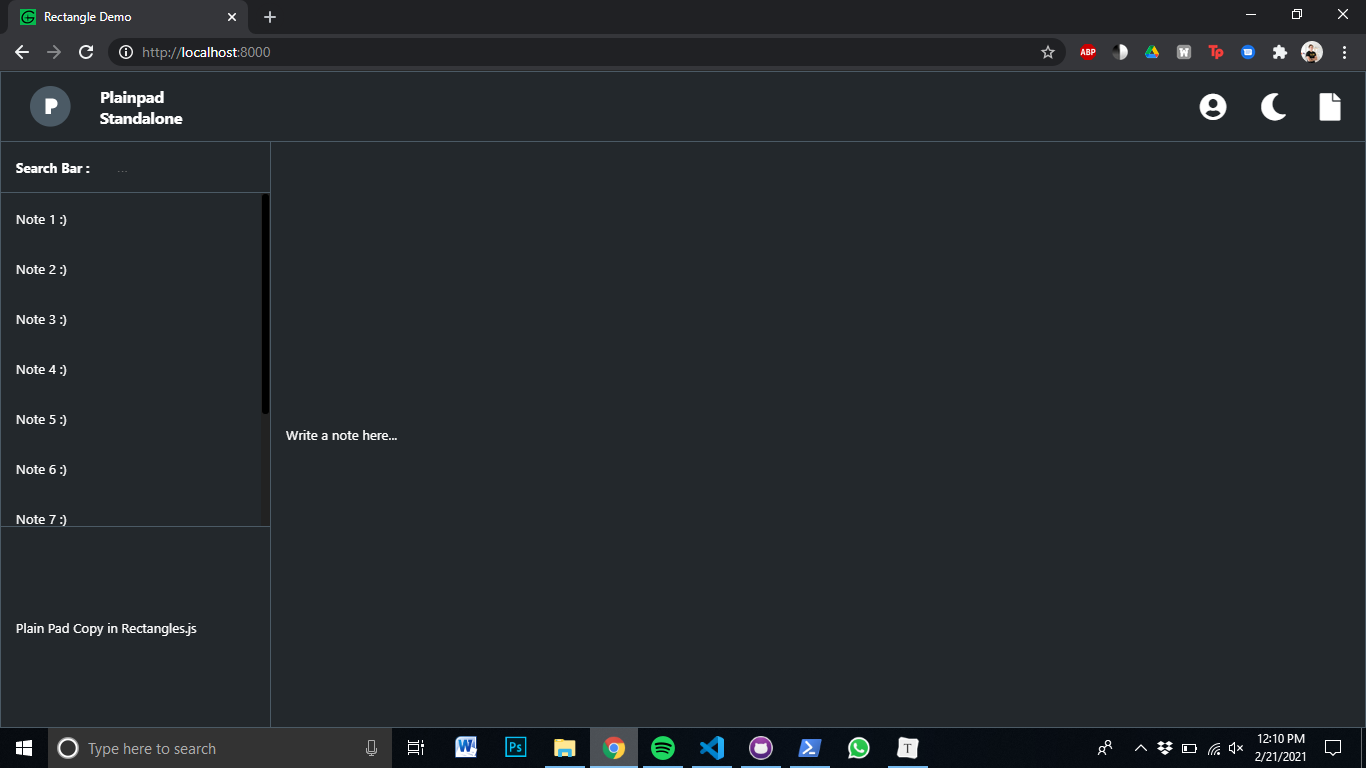 Rectangle Demo
http://localhost:8000
ABP
W
Tp
P
Plainpad
Standalone
Search Bar :
...
Note 1 :)
Note 2 :)
Note 3 :)
Note 4 :)
Note 5 :)
Note 6 :)
Note 7 :)
Write a note here...
Plain Pad Copy in Rectangles.js
Type here to search
W
Ps
T
12:10 PM
2/21/2021